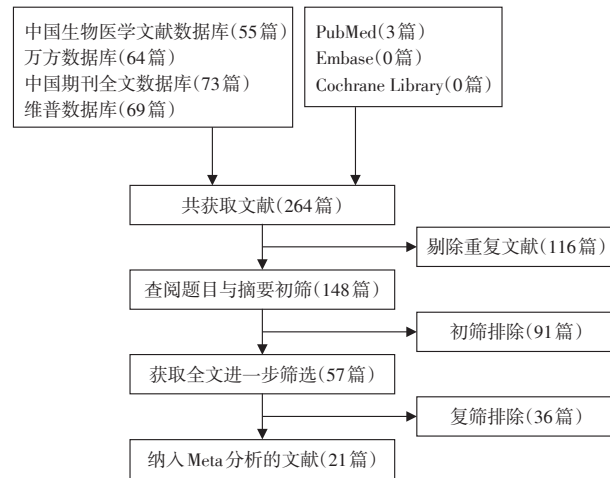 中国生物医学文献数据库(55篇)
万方数据库(64篇)
中国期刊全文数据库(73篇)
维普数据库(69篇)
PubMed(3篇)
Embase(0篇)
Cochrane Library(0篇)
共获取文献(264篇)
剔除重复文献(116篇)
查阅题目与摘要初筛(148篇)
初筛排除(91篇)
获取全文进一步筛选(57篇)
复筛排除(36篇)
纳入Meta分析的文献(21篇)